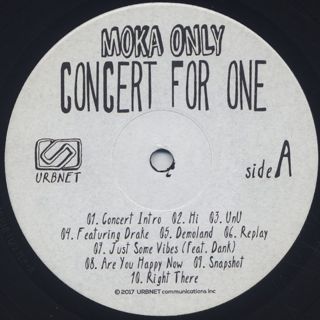 MOKA ONLY
CONCERT FOR ONE
URBNET
side A
01. Concert Intro 02. Hi 03. UnU
04. Featuring Drake 05. Demoland 06. Replay
07. Just Some Vibes (feat. Dank)
08. Are You Happy Now 09. Snapshot
10. Right There
© 2017 URBNET communications inc